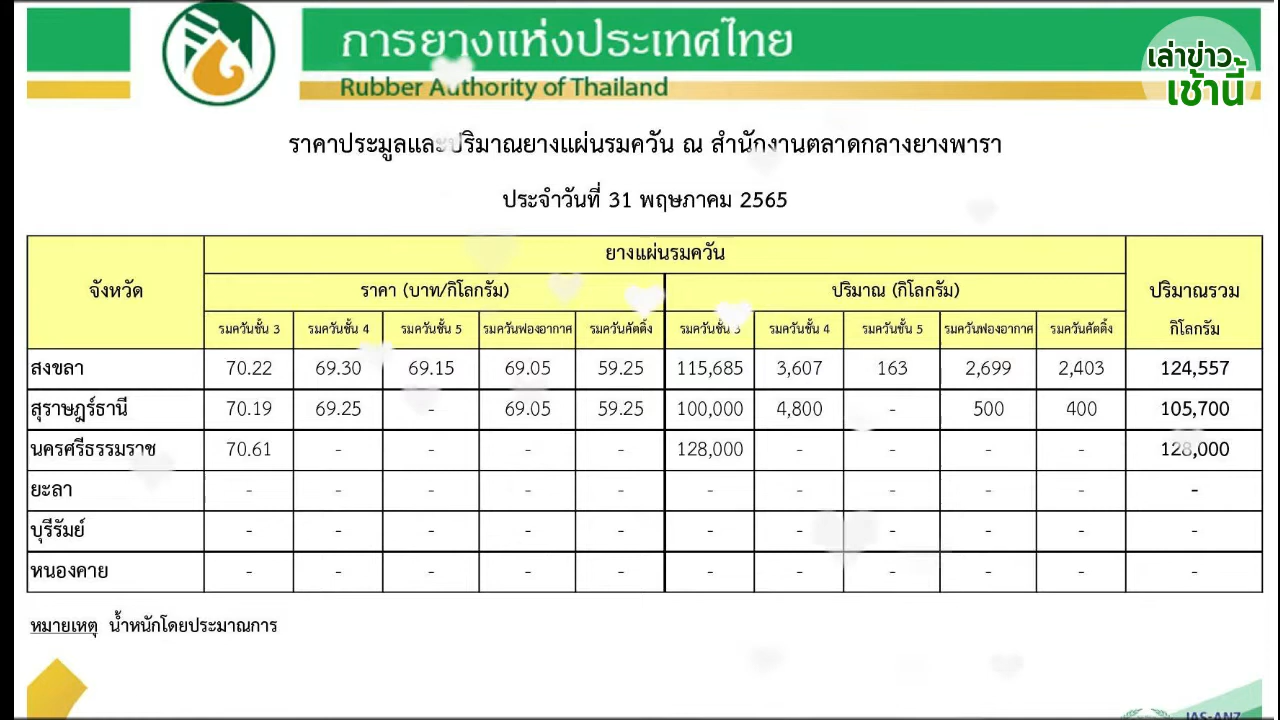 การยางแห่งประเทศไทย
Rubber Authority of Thailand
เล่าข่าว
เช้านี้
ราคาประมูลและปริมาณยางแผ่นรมควัน ณ สำนักงานตลาดกลางยางพารา
ประจำวันที่ 31 พฤษภาคม 2565
จังหวัด ยางแผ่นรมควัน ปริมาณรวม
ราคา (บาท/กิโลกรัม) ปริมาณ (กิโลกรัม)
รมควันชั้น 3 รมควันชั้น 4 รมควันชั้น 5 รมควันฟองอากาศ รมควันคัตติ้ง รมควันชั้น 3 รมควันชั้น 4 รมควันชั้น 5 รมควันฟองอากาศ รมควันคัตติ้ง กิโลกรัม
สงขลา 70.22 69.30 69.15 69.05 59.25 115,685 3,607 163 2,699 2,403 124,557
สุราษฎร์ธานี 70.19 69.25 - 69.05 59.25 100,000 4,800 - 500 400 105,700
นครศรีธรรมราช 70.61 - - - - 128,000 - - - - 128,000
ยะลา - - - - - - - - - - -
บุรีรัมย์ - - - - - - - - - - -
หนองคาย - - - - - - - - - - -
หมายเหตุ น้ำหนักโดยประมาณการ
JAS-ANZ